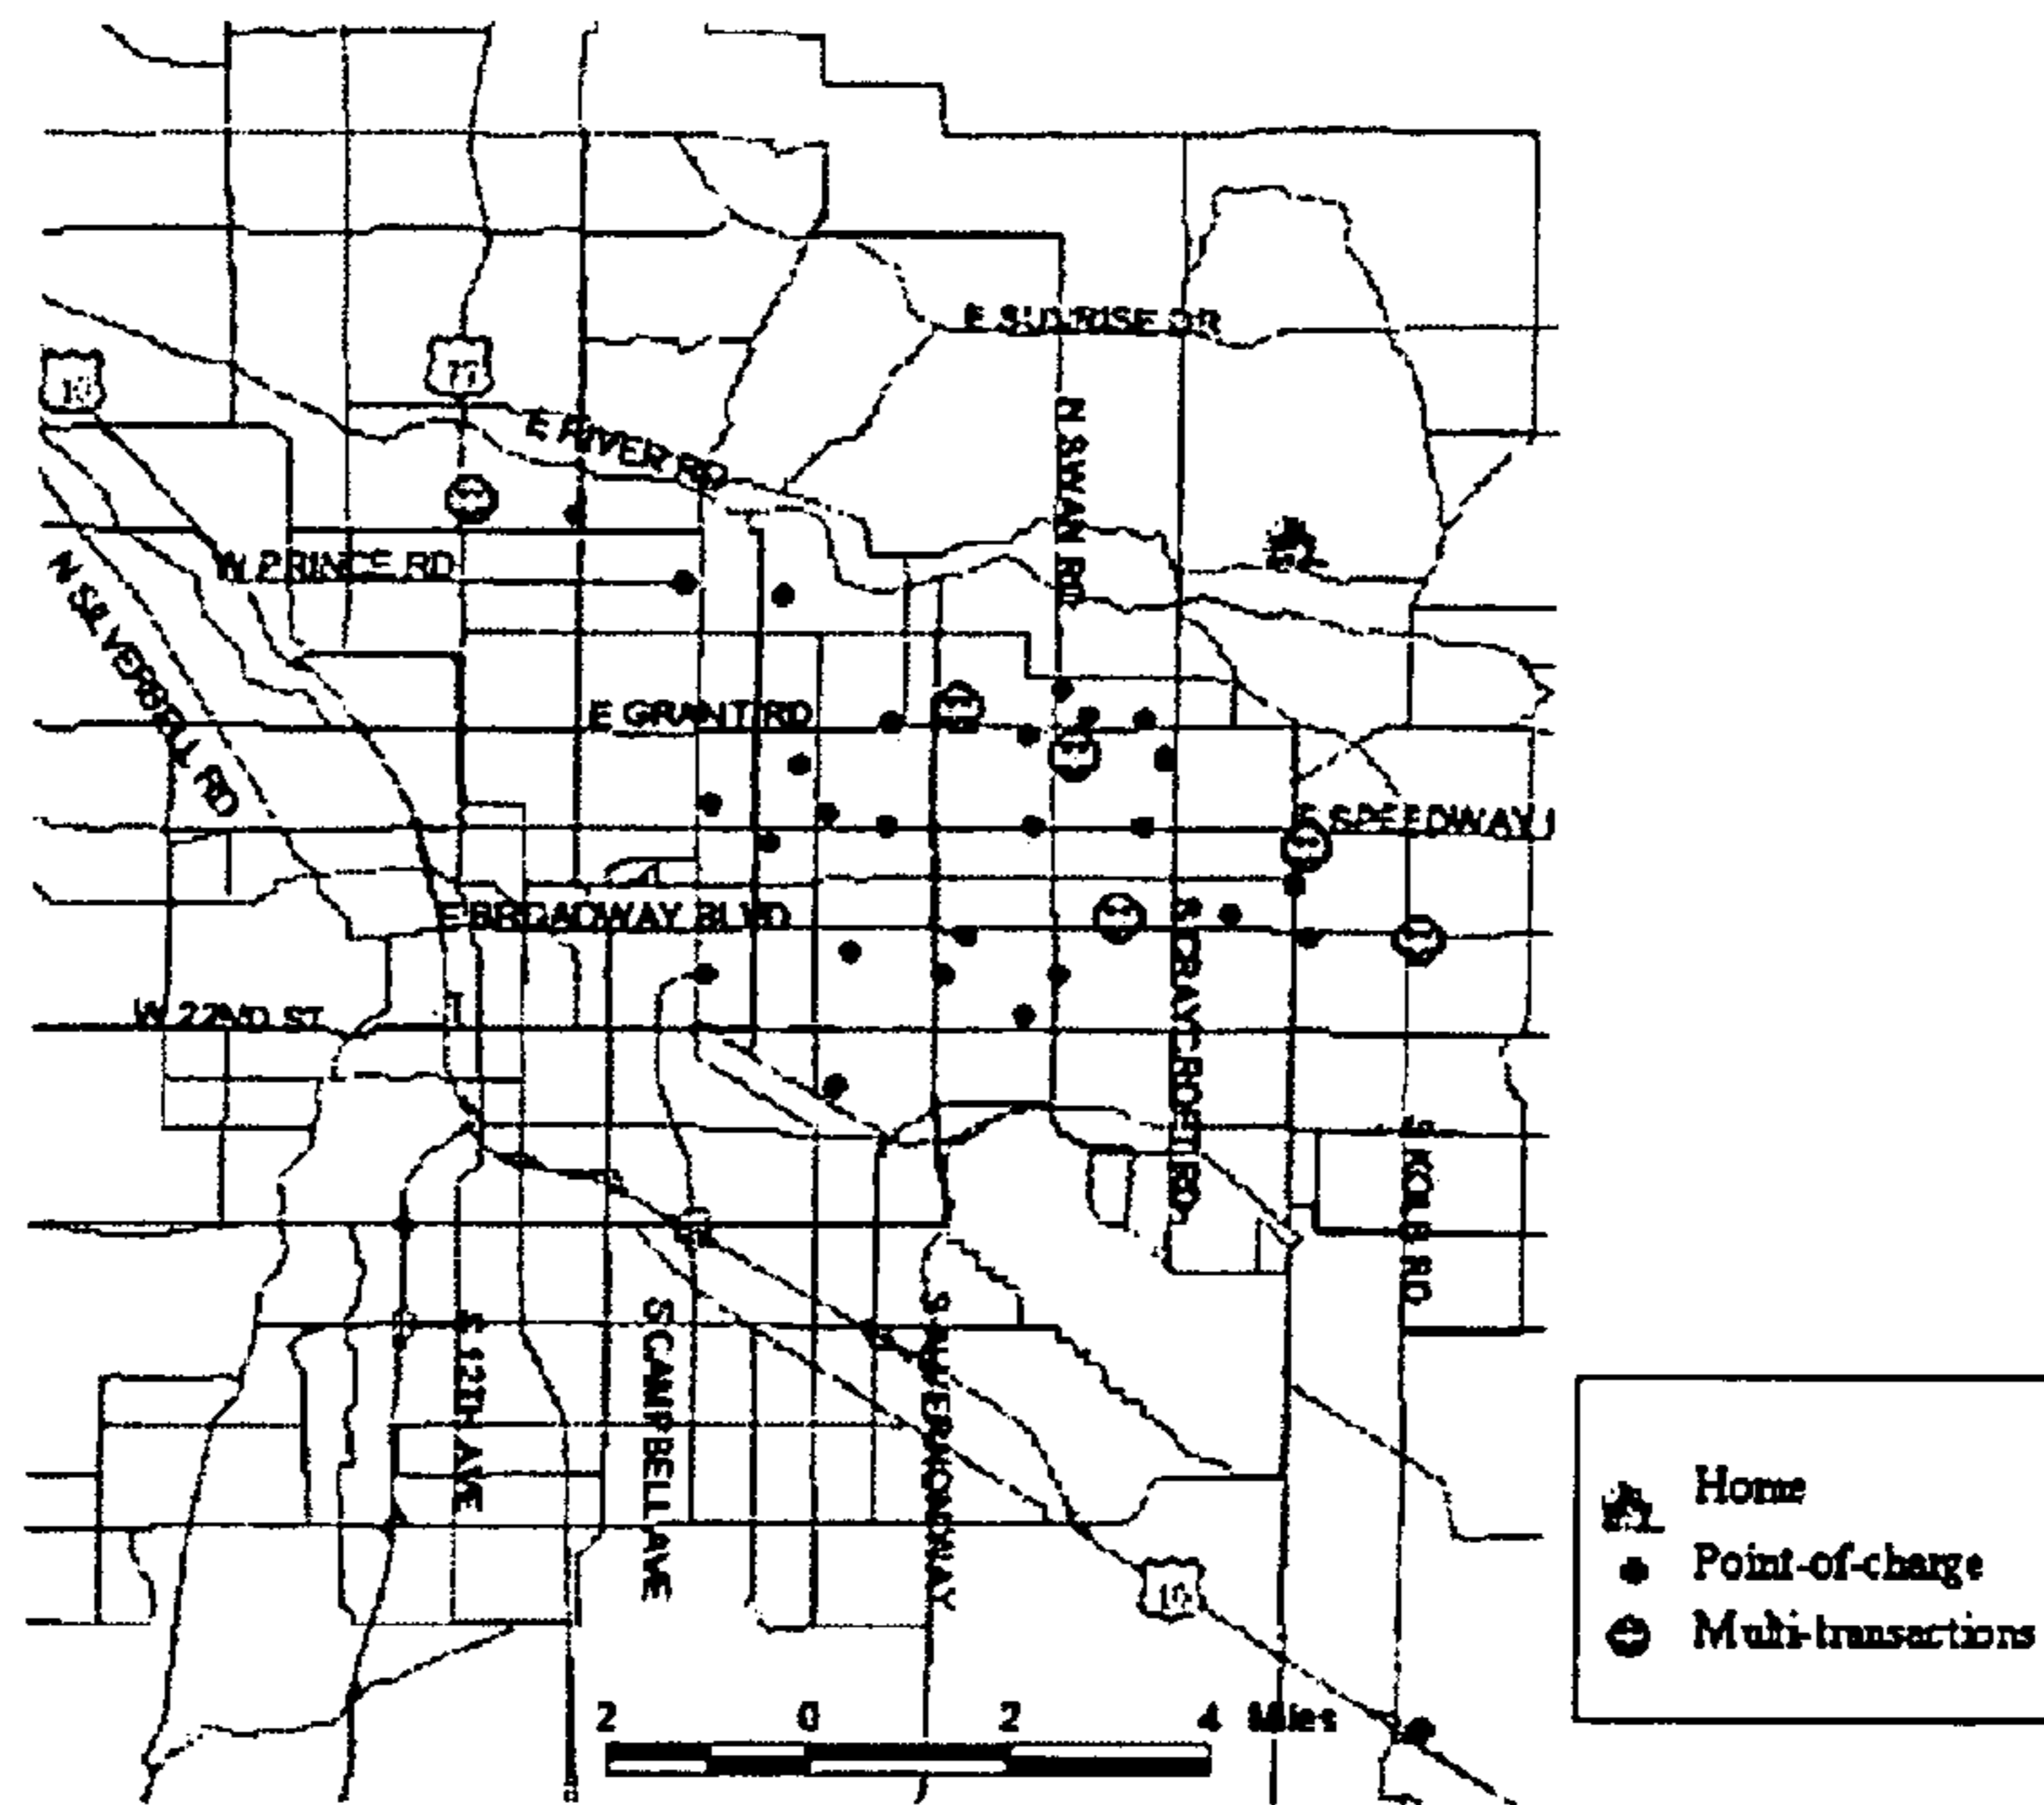 E SUNRISE DR
E RIVER RD
N SWAN RD
W PRINCE RD
N SILVERBELL RD
E GRANT RD
E SPEEDWAY
E BROADWAY BLVD
S CRAYCROFT RD
W 22ND ST
S KOLB RD
S 12TH AVE
S CAMPBELL AVE
S ALVERNON WAY
10
2 0 2 4 Miles
Home
Point-of-charge
Multi-transactions